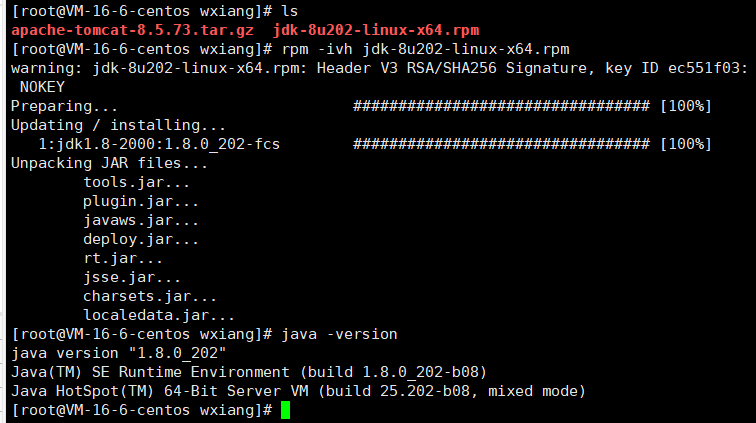 [root@VM-16-6-centos wxiang]# ls
apache-tomcat-8.5.73.tar.gz  jdk-8u202-linux-x64.rpm
[root@VM-16-6-centos wxiang]# rpm -ivh jdk-8u202-linux-x64.rpm
warning: jdk-8u202-linux-x64.rpm: Header V3 RSA/SHA256 Signature, key ID ec551f03:
 NOKEY
Preparing...                          ################################# [100%]
Updating / installing...
   1:jdk1.8-2000:1.8.0_202-fcs        ################################# [100%]
Unpacking JAR files...
        tools.jar...
        plugin.jar...
        javaws.jar...
        deploy.jar...
        rt.jar...
        jsse.jar...
        charsets.jar...
        localedata.jar...
[root@VM-16-6-centos wxiang]# java -version
java version "1.8.0_202"
Java(TM) SE Runtime Environment (build 1.8.0_202-b08)
Java HotSpot(TM) 64-Bit Server VM (build 25.202-b08, mixed mode)
[root@VM-16-6-centos wxiang]#